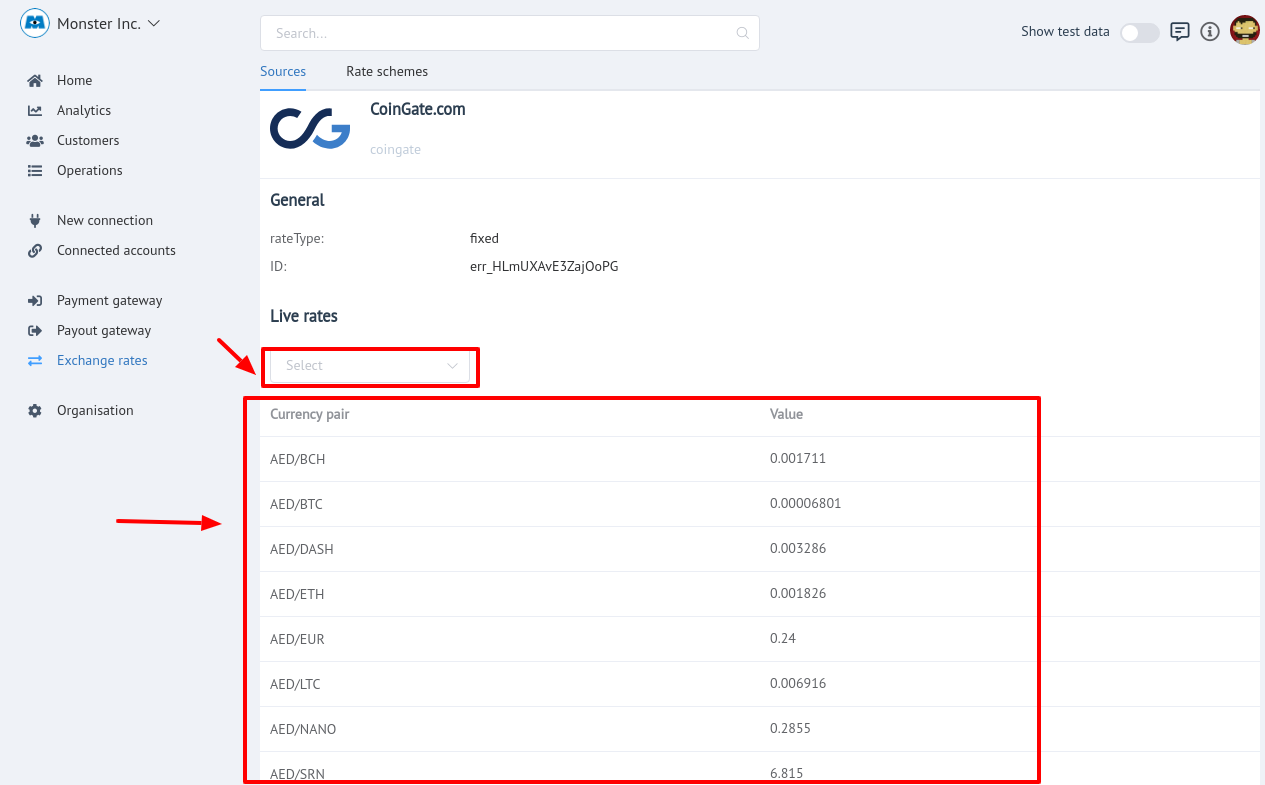 Monster Inc.
Search...
Show test data
Home
Analytics
Customers
Operations
New connection
Connected accounts
Payment gateway
Payout gateway
Exchange rates
Organisation
Sources Rate schemes
CoinGate.com
coingate
General
rateType: fixed
ID: err_HLmUXAvE3ZajOoPG
Live rates
Select
Currency pair Value
AED/BCH 0.001711
AED/BTC 0.00006801
AED/DASH 0.003286
AED/ETH 0.001826
AED/EUR 0.24
AED/LTC 0.006916
AED/NANO 0.2855
AED/SRN 6.815